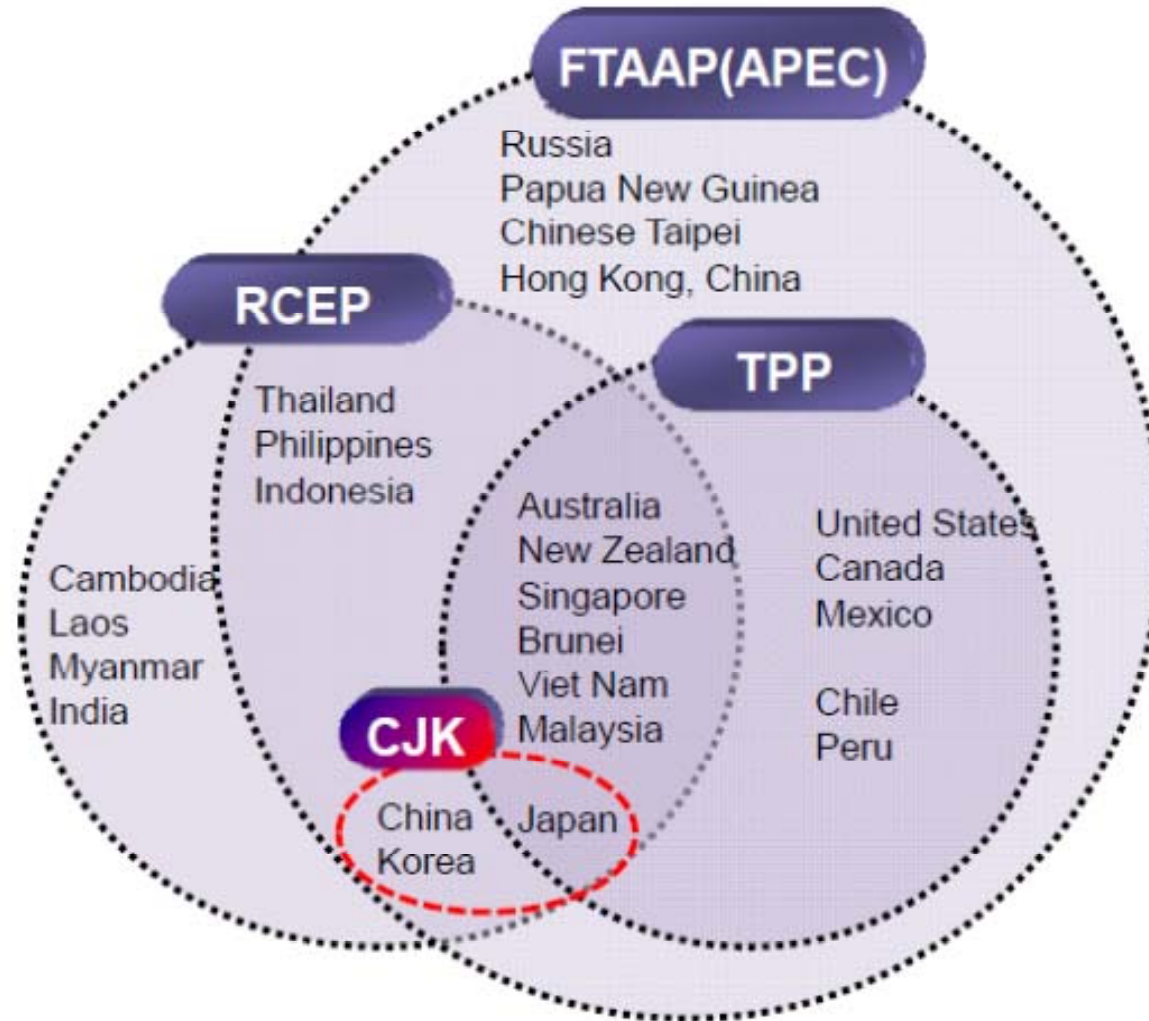 FTAAP(APEC)
Russia
Papua New Guinea
Chinese Taipei
Hong Kong, China
RCEP
TPP
Thailand
Philippines
Indonesia
Cambodia
Laos
Myanmar
India
Australia
New Zealand
Singapore
Brunei
Viet Nam
Malaysia
United States
Canada
Mexico
Chile
Peru
CJK
China
Korea
Japan